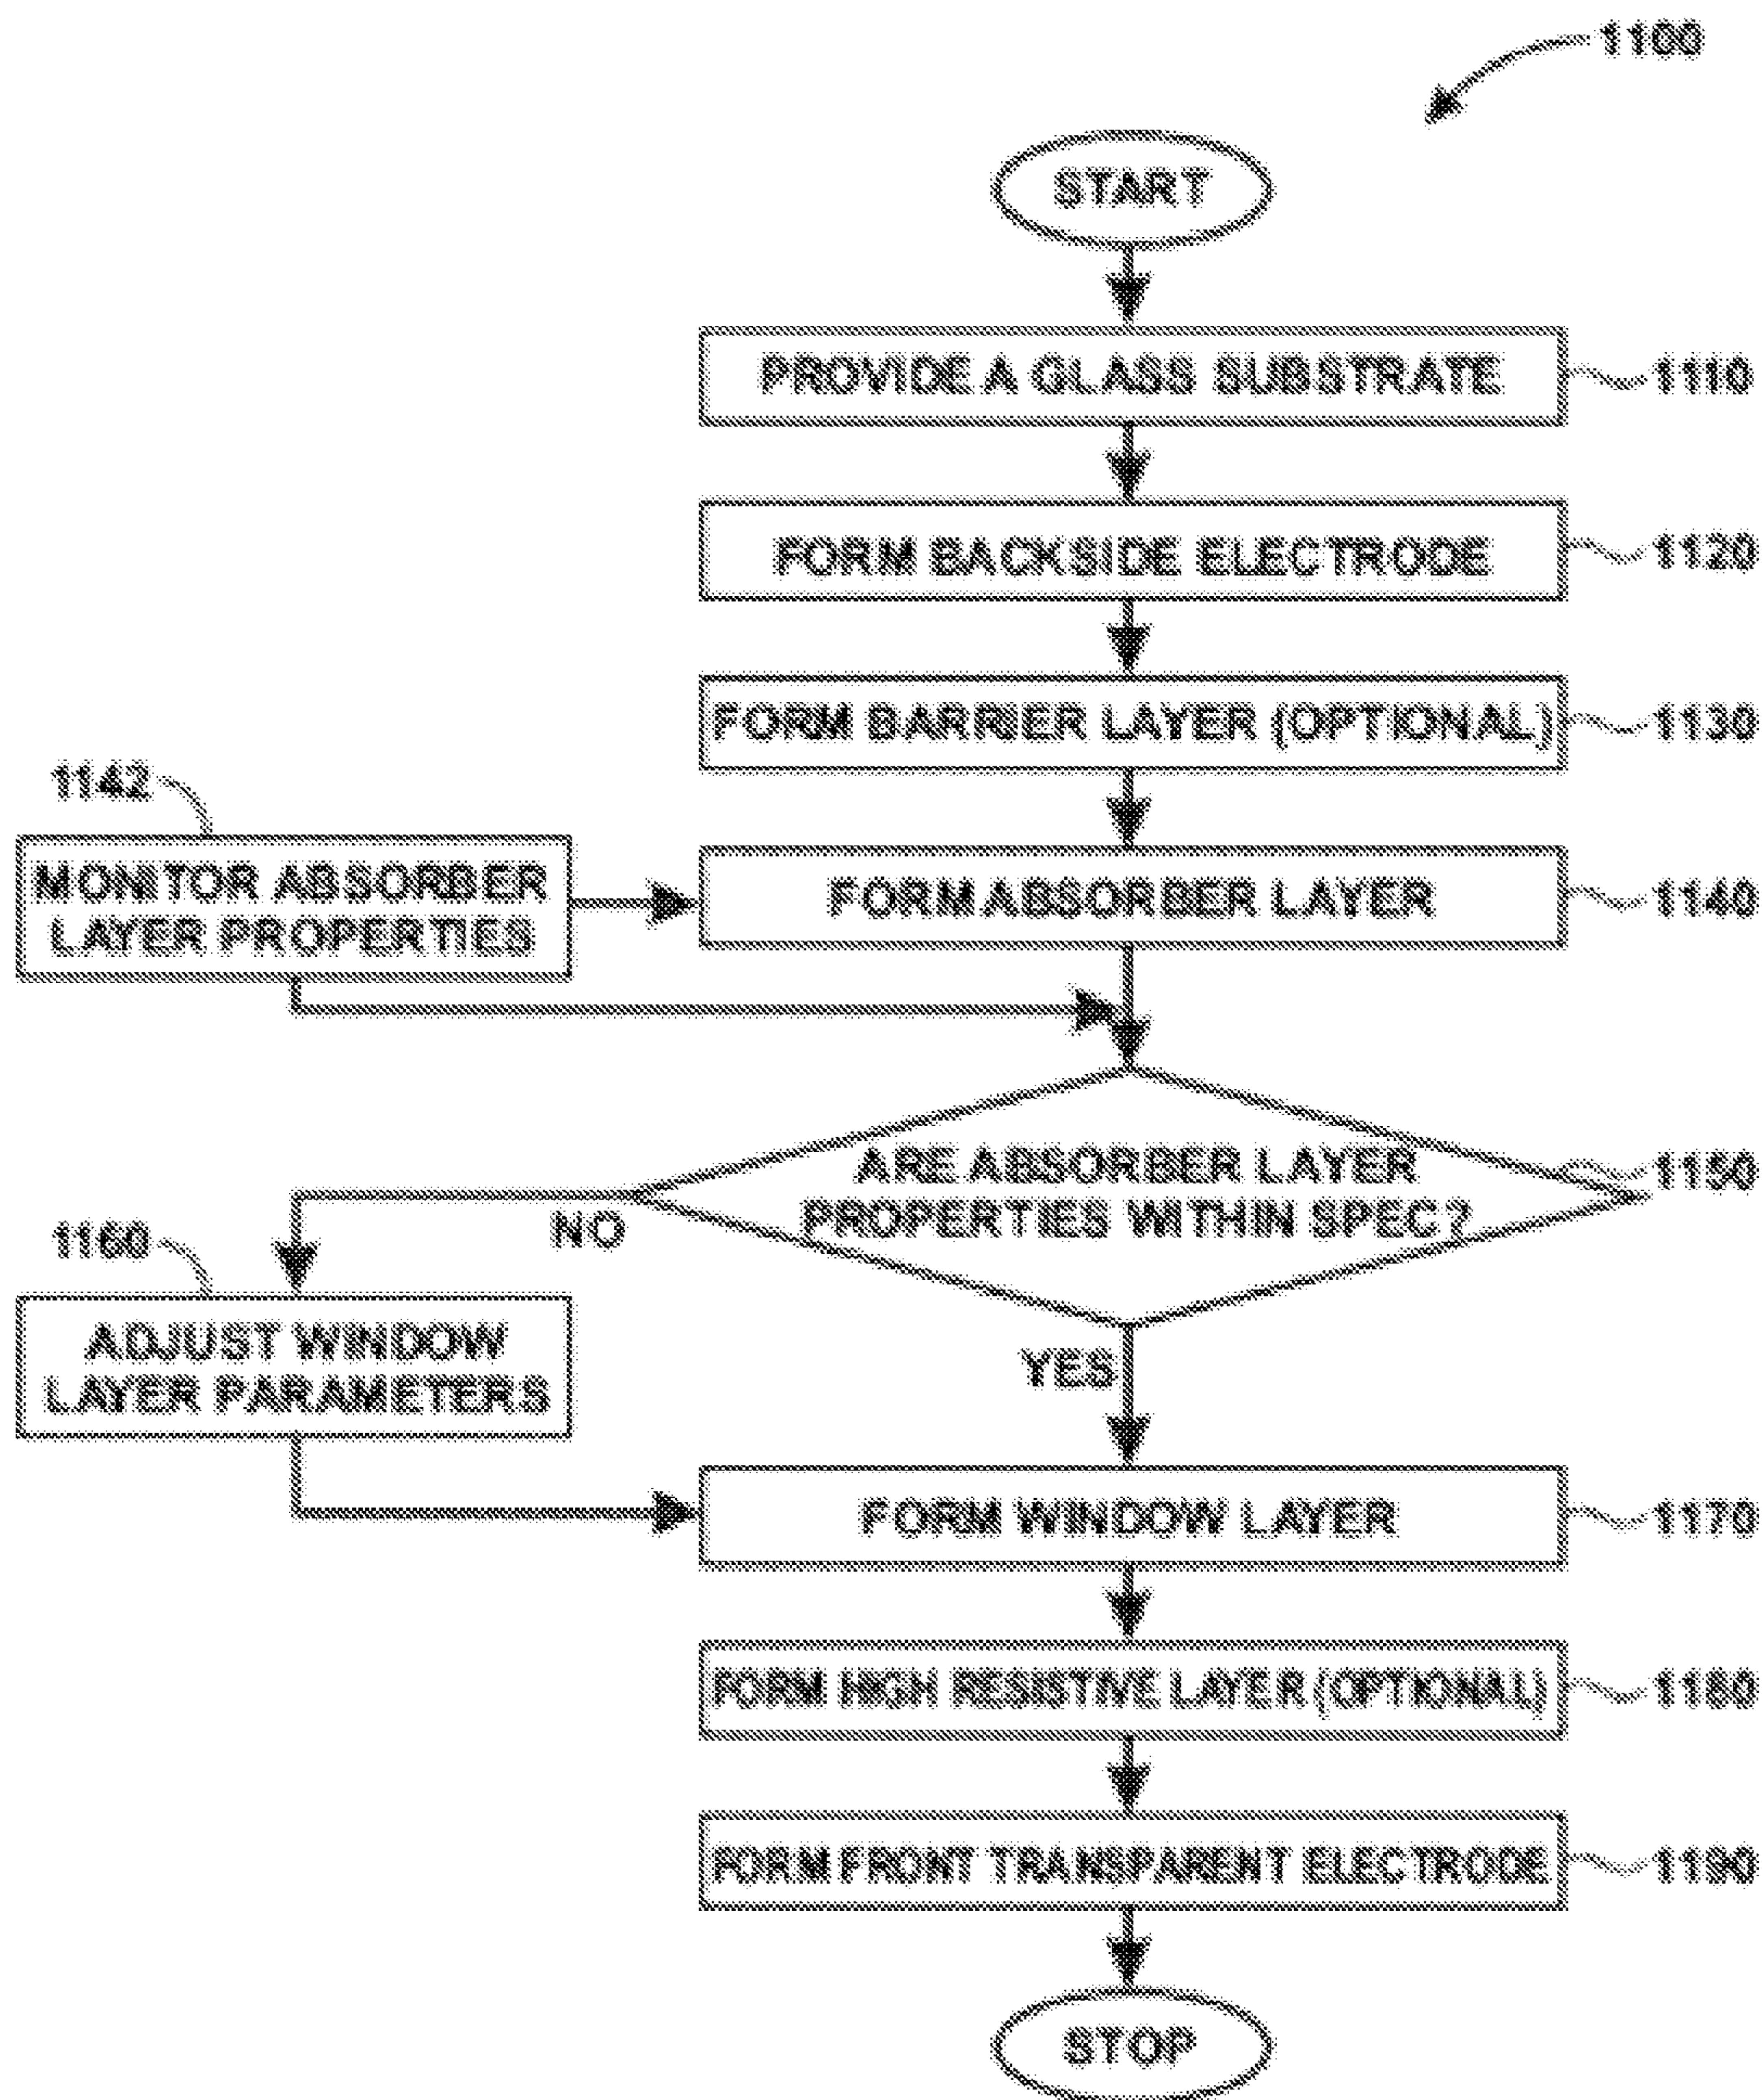 1100
START
PROVIDE A GLASS SUBSTRATE
1110
FORM BACKSIDE ELECTRODE
1120
FORM BARRIER LAYER (OPTIONAL)
1130
1142
MONITOR ABSORBER
LAYER PROPERTIES
FORM ABSORBER LAYER
1140
ARE ABSORBER LAYER
PROPERTIES WITHIN SPEC?
1150
NO
1160
ADJUST WINDOW
LAYER PARAMETERS
YES
FORM WINDOW LAYER
1170
FORM HIGH RESISTIVE LAYER (OPTIONAL)
1180
FORM FRONT TRANSPARENT ELECTRODE
1190
STOP